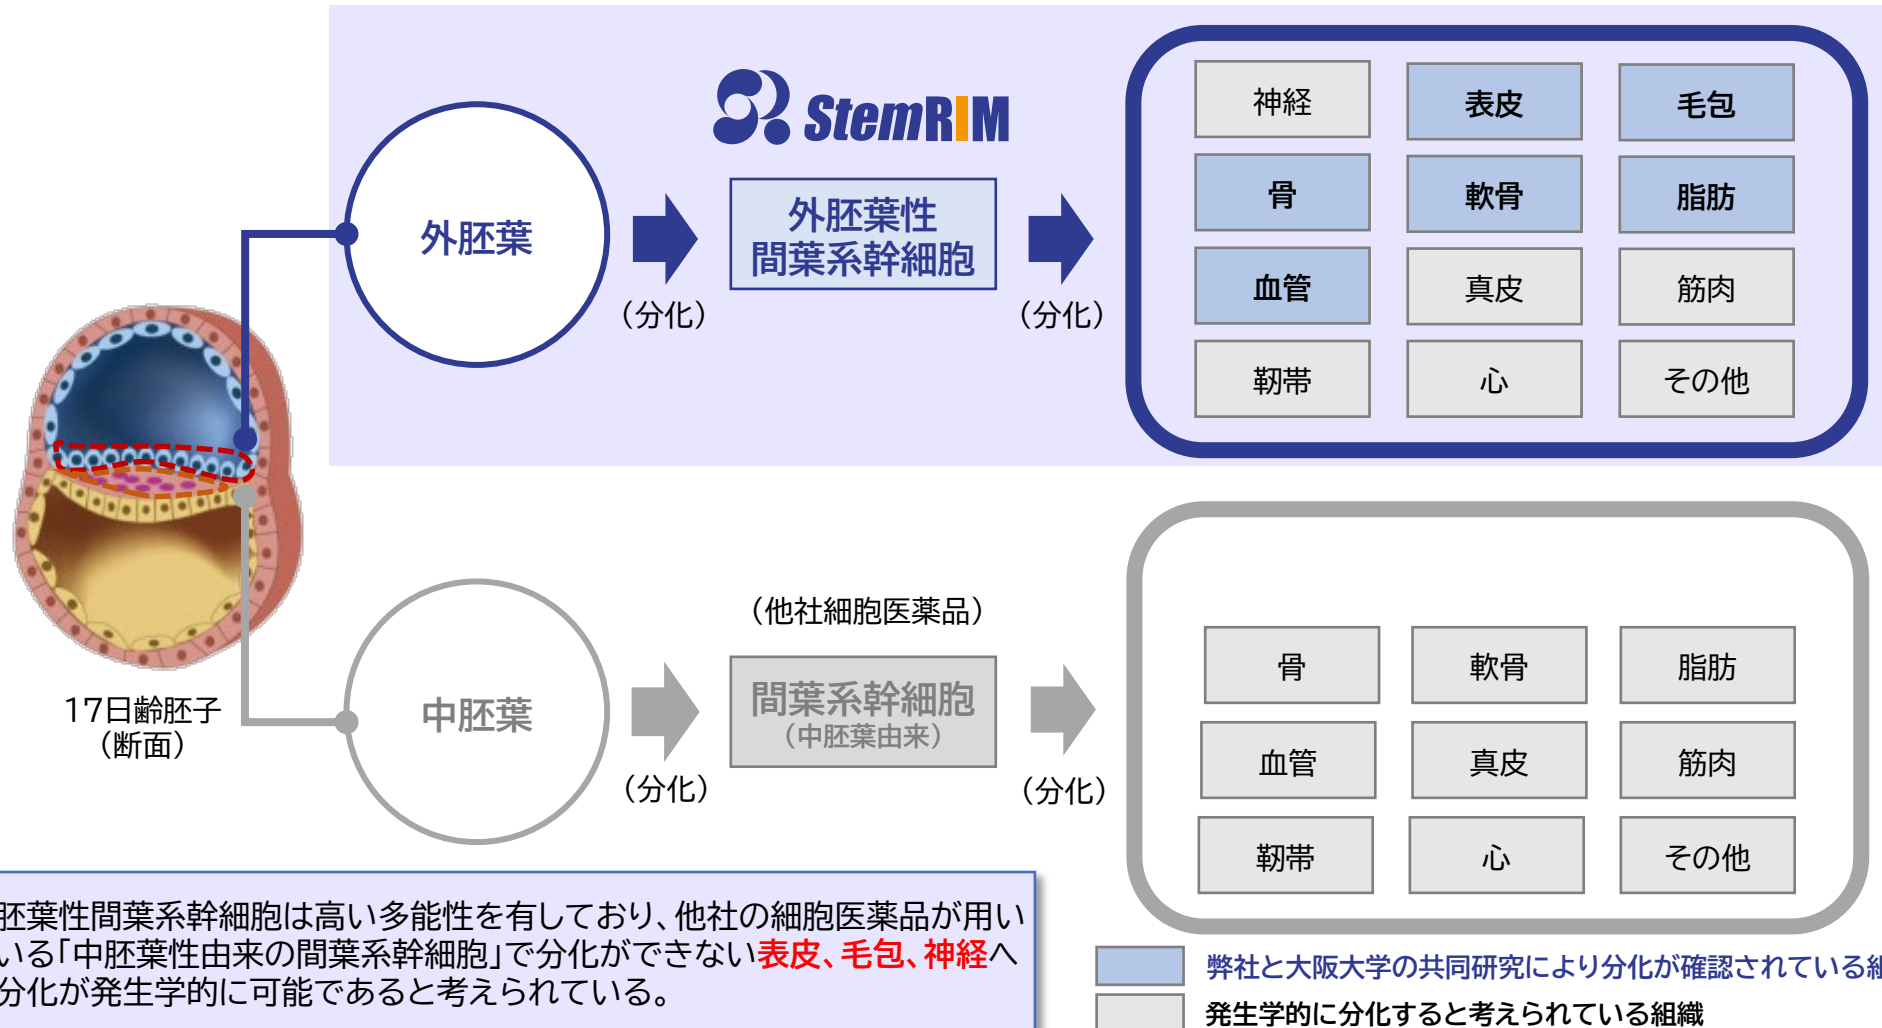 StemRIM
外胚葉
外胚葉性
間葉系幹細胞
（分化）
（分化）
神経
表皮
毛包
骨
軟骨
脂肪
血管
真皮
筋肉
靭帯
心
その他
17日齢胚子
（断面）
中胚葉
（他社細胞医薬品）
間葉系幹細胞
（中胚葉由来）
（分化）
（分化）
骨
軟骨
脂肪
血管
真皮
筋肉
靭帯
心
その他
胚葉性間葉系幹細胞は高い多能性を有しており、他社の細胞医薬品が用い
いる「中胚葉性由来の間葉系幹細胞」で分化ができない表皮、毛包、神経へ
分化が発生学的に可能であると考えられている。
弊社と大阪大学の共同研究により分化が確認されている
発生学的に分化すると考えられている組織